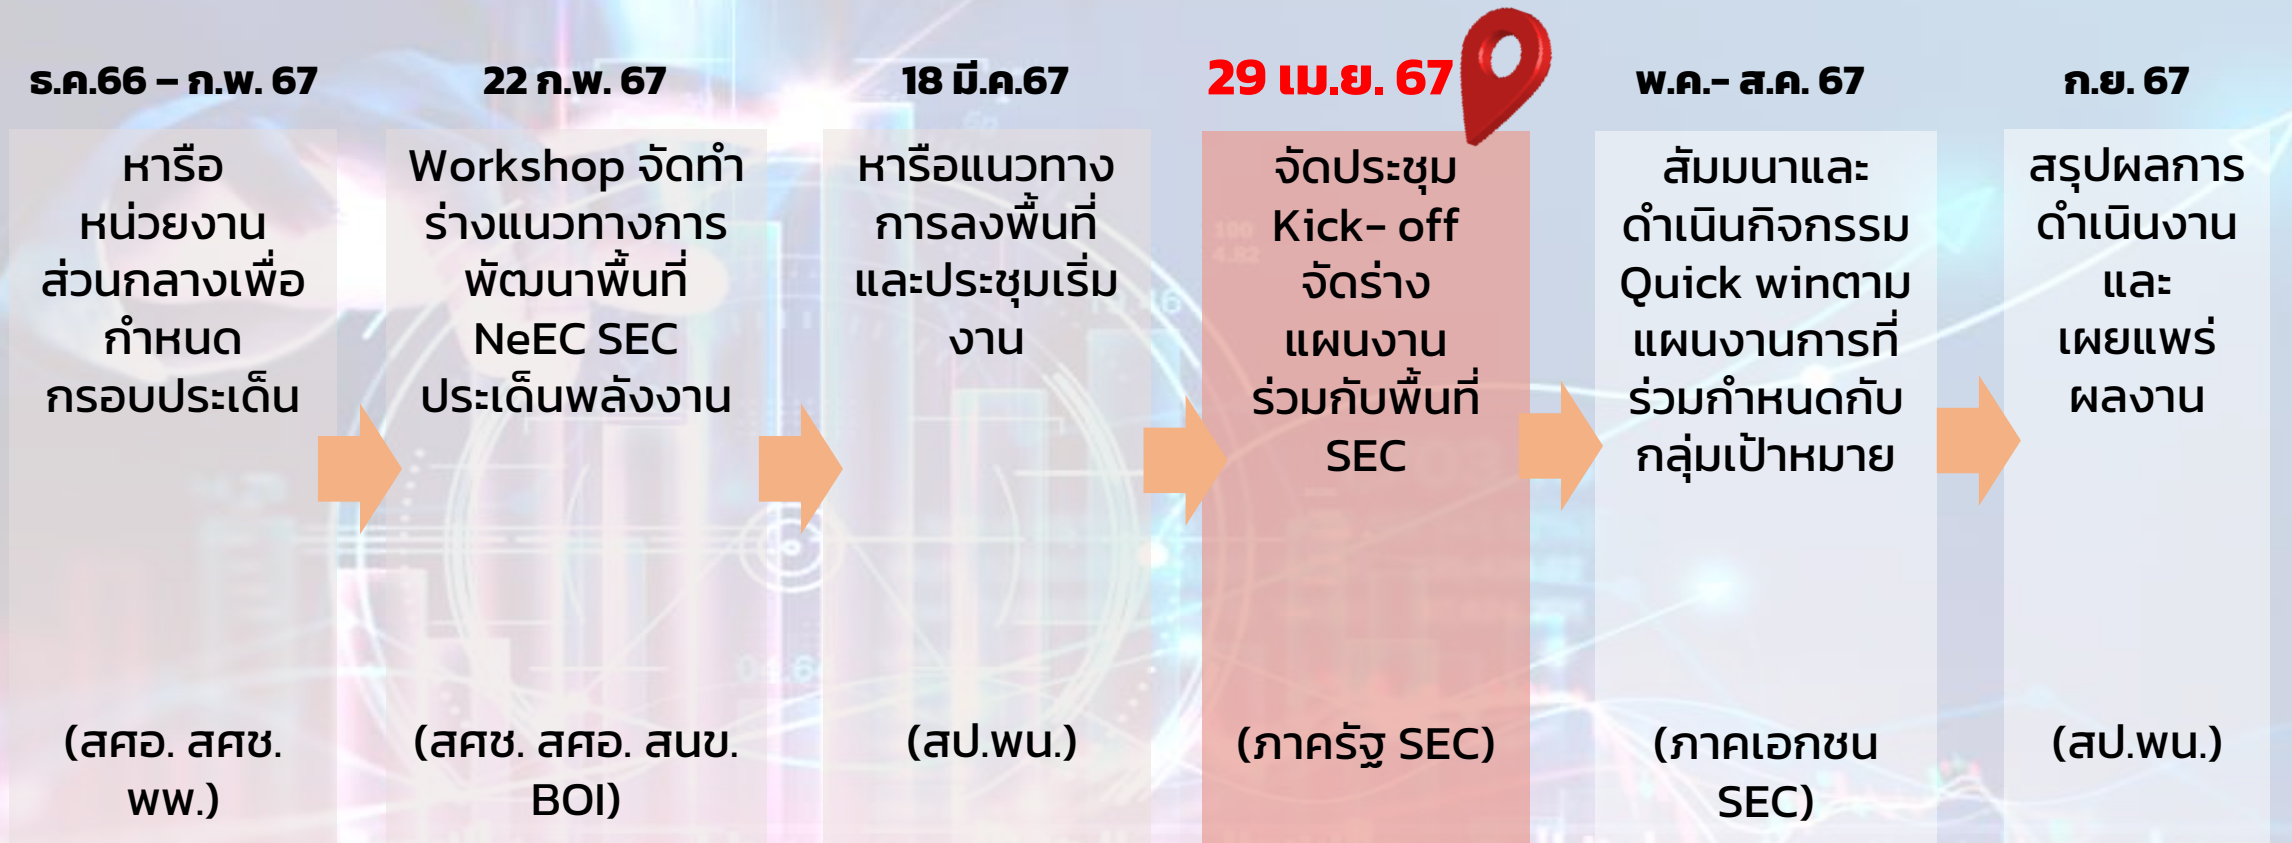 ธ.ค.66 – ก.พ. 67
หารือ
หน่วยงาน
ส่วนกลางเพื่อ
กำหนด
กรอบประเด็น
(สศอ. สศช.
พพ.)
22 ก.พ. 67
Workshop จัดทำ
ร่างแนวทางการ
พัฒนาพื้นที่
NeEC SEC
ประเด็นพลังงาน
(สศช. สศอ. สนข.
BOI)
18 มี.ค.67
หารือแนวทาง
การลงพื้นที่
และประชุมเริ่ม
งาน
(สป.พน.)
29 เม.ย. 67
จัดประชุม
Kick- off
จัดร่าง
แผนงาน
ร่วมกับพื้นที่
SEC
(ภาครัฐ SEC)
พ.ค.- ส.ค. 67
สัมมนาและ
ดำเนินกิจกรรม
Quick winตาม
แผนงานการที่
ร่วมกำหนดกับ
กลุ่มเป้าหมาย
(ภาคเอกชน
SEC)
ก.ย. 67
สรุปผลการ
ดำเนินงาน
และ
เผยแพร่
ผลงาน
(สป.พน.)